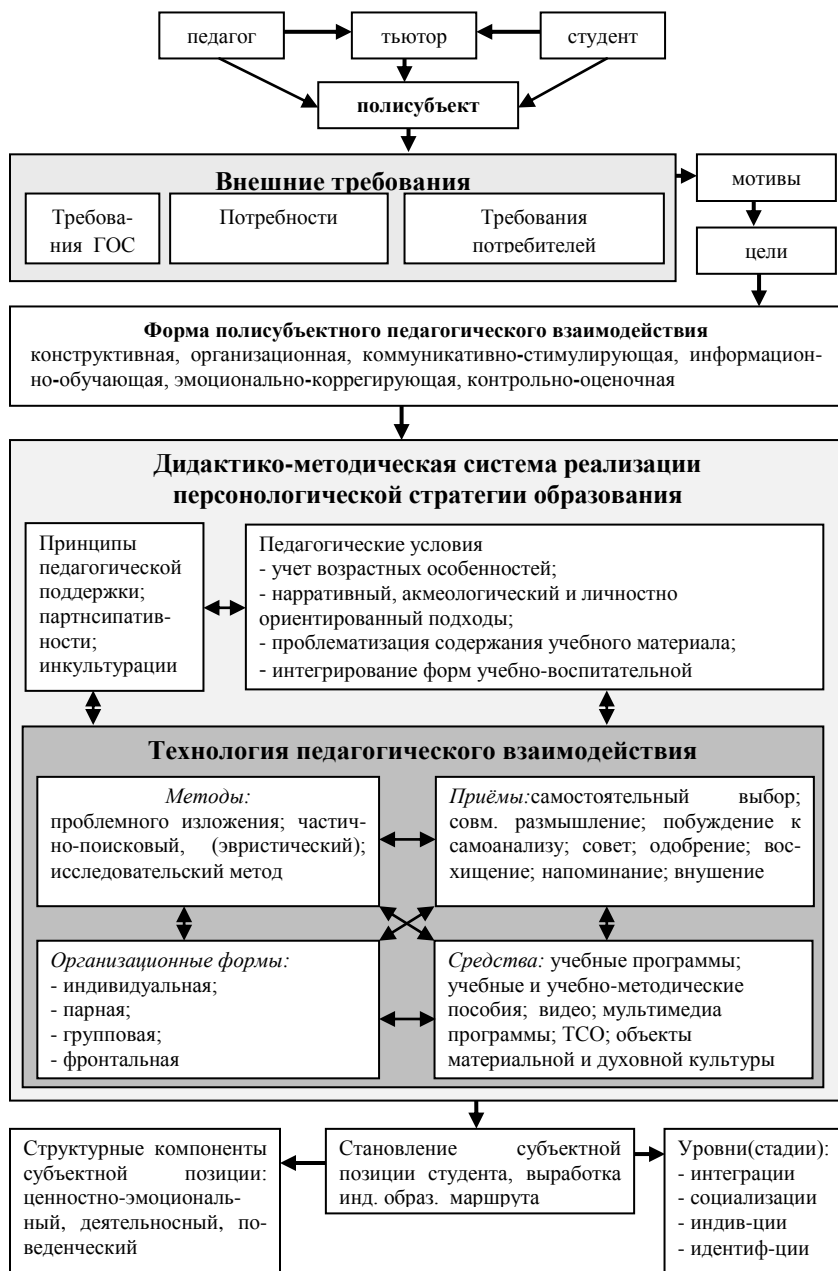 педагог
тьютор
студент
полисубъект
Внешние требования
Требова-
ния ГОС
Потребности
Требования
потребителей
мотивы
цели
Форма полисубъектного педагогического взаимодействия
конструктивная, организационная, коммуникативно-стимулирующая, информацион-
но-обучающая, эмоционально-коррегирующая, контрольно-оценочная
Дидактико-методическая система реализации
персонологической стратегии образования
Принципы
педагогической
поддержки;
партнсипатив-
ности;
инкультурации
Педагогические условия
- учет возрастных особенностей;
- нарративный, акмеологический и личностно
ориентированный подходы;
- проблематизация содержания учебного материала;
- интегрирование форм учебно-воспитательной
Технология педагогического взаимодействия
Методы:
проблемного изложения; частич-
но-поисковый, (эвристический);
исследовательский метод
Приёмы:самостоятельный выбор;
совм. размышление; побуждение к
самоанализу; совет; одобрение; вос-
хищение; напоминание; внушение
Организационные формы:
- индивидуальная;
- парная;
- групповая;
- фронтальная
Средства: учебные программы;
учебные и учебно-методические
пособия; видео; мультимедиа
программы; ТСО; объекты
материальной и духовной культуры
Структурные компоненты
субъектной позиции:
ценностно-эмоциональ-
ный, деятельносный, по-
веденческий
Становление субъектной
позиции студента, выработка
инд. образ. маршрута
Уровни(стадии):
- интеграции
- социализации
- индив-ции
- идентиф-ции